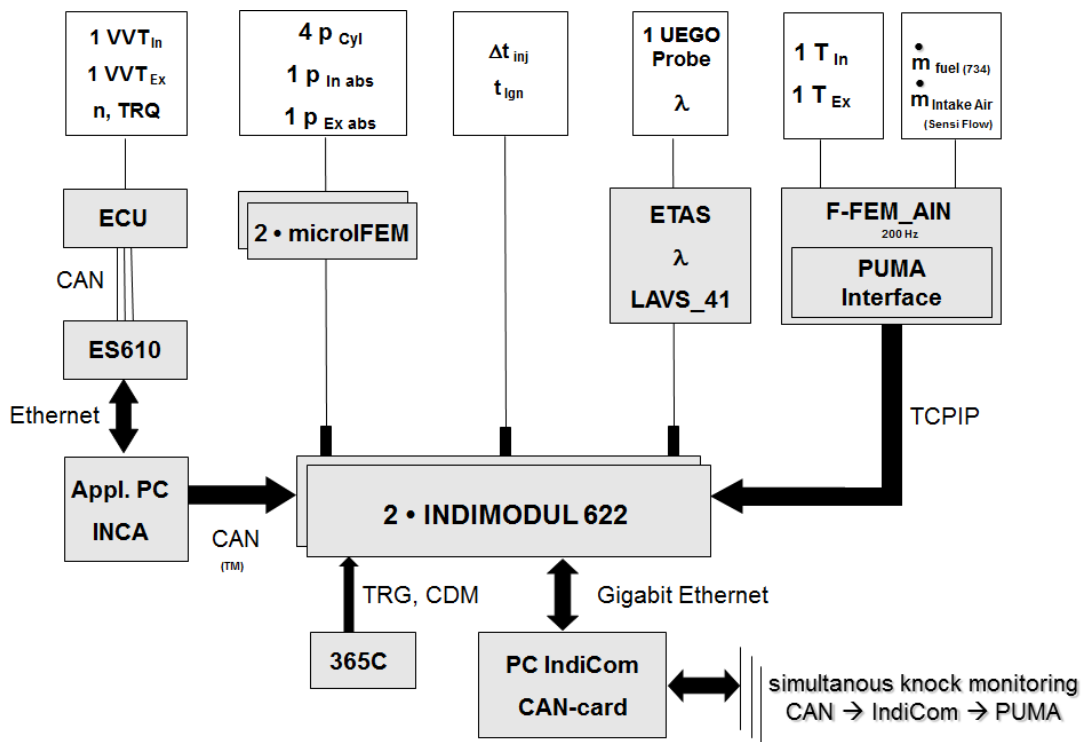 1 VVT In
1 VVT Ex
n, TRQ
4 p Cyl
1 p In abs
1 p Ex abs
Δt inj
t Ign
1 UEGO
Probe
λ
1 T In
1 T Ex
ṁ fuel (734)
ṁ Intake Air
(Sensi Flow)
ECU
2 • microIFEM
ETAS
λ
LAVS_41
F-FEM_AIN
200 Hz
PUMA
Interface
CAN
ES610
Ethernet
TCPIP
Appl. PC
INCA
2 • INDIMODUL 622
CAN
(TM)
TRG, CDM
Gigabit Ethernet
365C
PC IndiCom
CAN-card
simultanous knock monitoring
CAN → IndiCom → PUMA